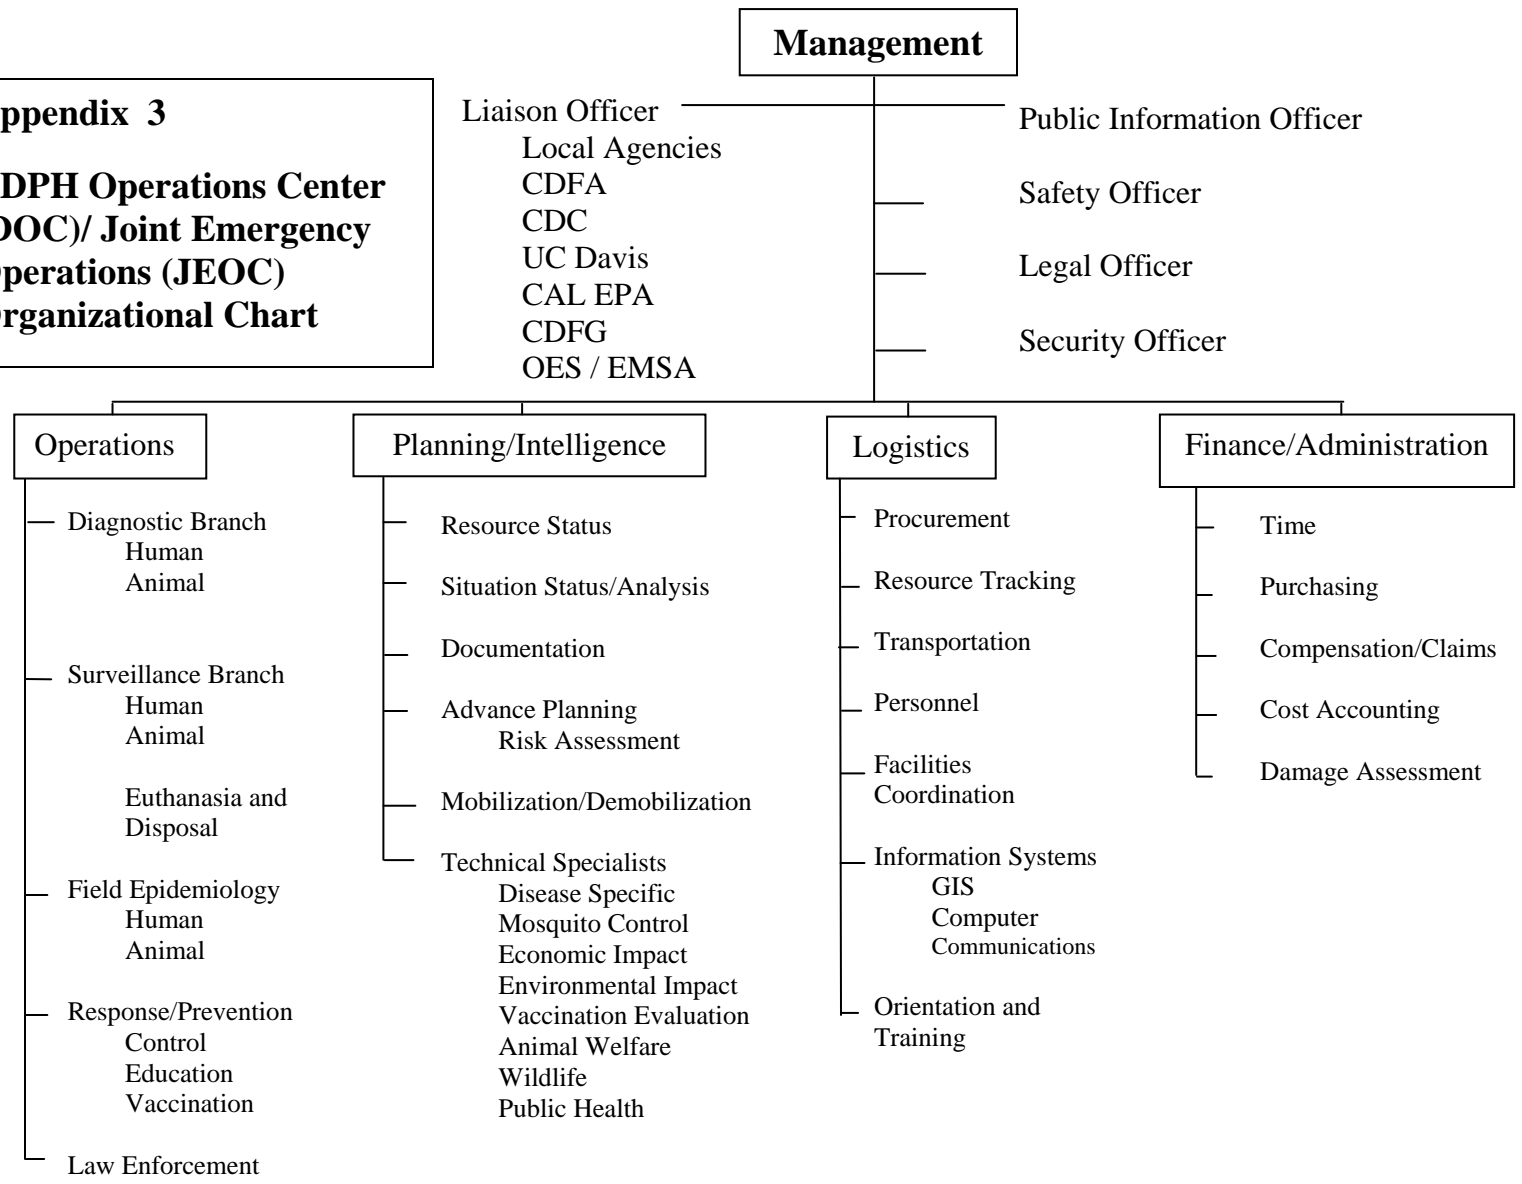 Management
ppendix 3
DPH Operations Center
DOC)/ Joint Emergency
perations (JEOC)
rganizational Chart
Liaison Officer
Local Agencies
CDFA
CDC
UC Davis
CAL EPA
CDFG
OES / EMSA
Public Information Officer
Safety Officer
Legal Officer
Security Officer
Operations
Diagnostic Branch
Human
Animal
Surveillance Branch
Human
Animal
Euthanasia and
Disposal
Field Epidemiology
Human
Animal
Response/Prevention
Control
Education
Vaccination
Law Enforcement
Planning/Intelligence
Resource Status
Situation Status/Analysis
Documentation
Advance Planning
Risk Assessment
Mobilization/Demobilization
Technical Specialists
Disease Specific
Mosquito Control
Economic Impact
Environmental Impact
Vaccination Evaluation
Animal Welfare
Wildlife
Public Health
Logistics
Procurement
Resource Tracking
Transportation
Personnel
Facilities
Coordination
Information Systems
GIS
Computer
Communications
Orientation and
Training
Finance/Administration
Time
Purchasing
Compensation/Claims
Cost Accounting
Damage Assessment